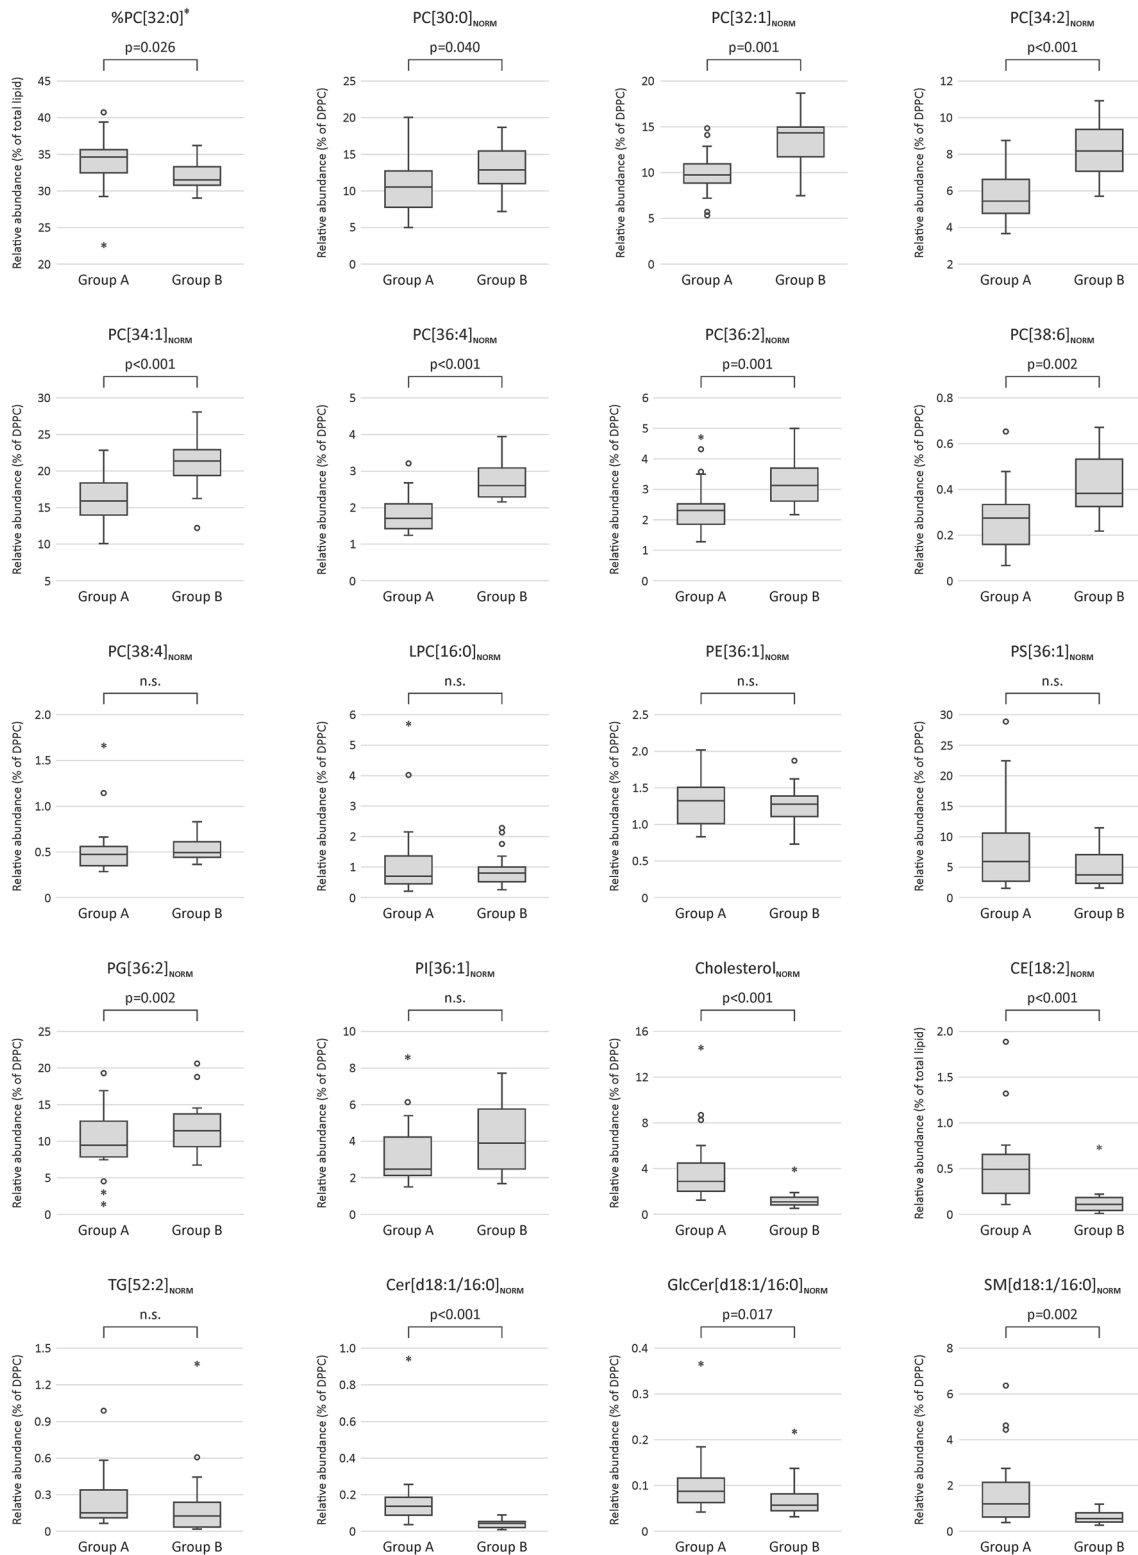 %PC[32:0]*
p=0.026
Relative abundance (% of total lipid)
45
40
35
30
25
20
Group A Group B
PC[30:0]NORM
p=0.040
Relative abundance (% of DPPC)
25
20
15
10
5
0
Group A Group B
PC[32:1]NORM
p=0.001
Relative abundance (% of DPPC)
20
15
10
5
0
Group A Group B
PC[34:2]NORM
p<0.001
Relative abundance (% of DPPC)
12
10
8
6
4
2
Group A Group B
PC[34:1]NORM
p<0.001
Relative abundance (% of DPPC)
30
25
20
15
10
5
Group A Group B
PC[36:4]NORM
p<0.001
Relative abundance (% of DPPC)
5
4
3
2
1
0
Group A Group B
PC[36:2]NORM
p=0.001
Relative abundance (% of DPPC)
6
5
4
3
2
1
0
Group A Group B
PC[38:6]NORM
p=0.002
Relative abundance (% of DPPC)
0.8
0.6
0.4
0.2
0
Group A Group B
PC[38:4]NORM
n.s.
Relative abundance (% of DPPC)
2.0
1.5
1.0
0.5
0
Group A Group B
LPC[16:0]NORM
n.s.
Relative abundance (% of DPPC)
6
5
4
3
2
1
0
Group A Group B
PE[36:1]NORM
n.s.
Relative abundance (% of DPPC)
2.5
2.0
1.5
1.0
0.5
0
Group A Group B
PS[36:1]NORM
n.s.
Relative abundance (% of DPPC)
30
25
20
15
10
5
0
Group A Group B
PG[36:2]NORM
p=0.002
Relative abundance (% of DPPC)
25
20
15
10
5
0
Group A Group B
PI[36:1]NORM
n.s.
Relative abundance (% of DPPC)
10
8
6
4
2
0
Group A Group B
CholesterolNORM
p<0.001
Relative abundance (% of DPPC)
16
12
8
4
0
Group A Group B
CE[18:2]NORM
p<0.001
Relative abundance (% of total lipid)
2.0
1.5
1.0
0.5
0
Group A Group B
TG[52:2]NORM
n.s.
Relative abundance (% of DPPC)
1.5
1.2
0.9
0.6
0.3
0
Group A Group B
Cer[d18:1/16:0]NORM
p<0.001
Relative abundance (% of DPPC)
1.0
0.8
0.6
0.4
0.2
0
Group A Group B
GlcCer[d18:1/16:0]NORM
p=0.017
Relative abundance (% of DPPC)
0.4
0.3
0.2
0.1
0
Group A Group B
SM[d18:1/16:0]NORM
p=0.002
Relative abundance (% of DPPC)
8
6
4
2
0
Group A Group B